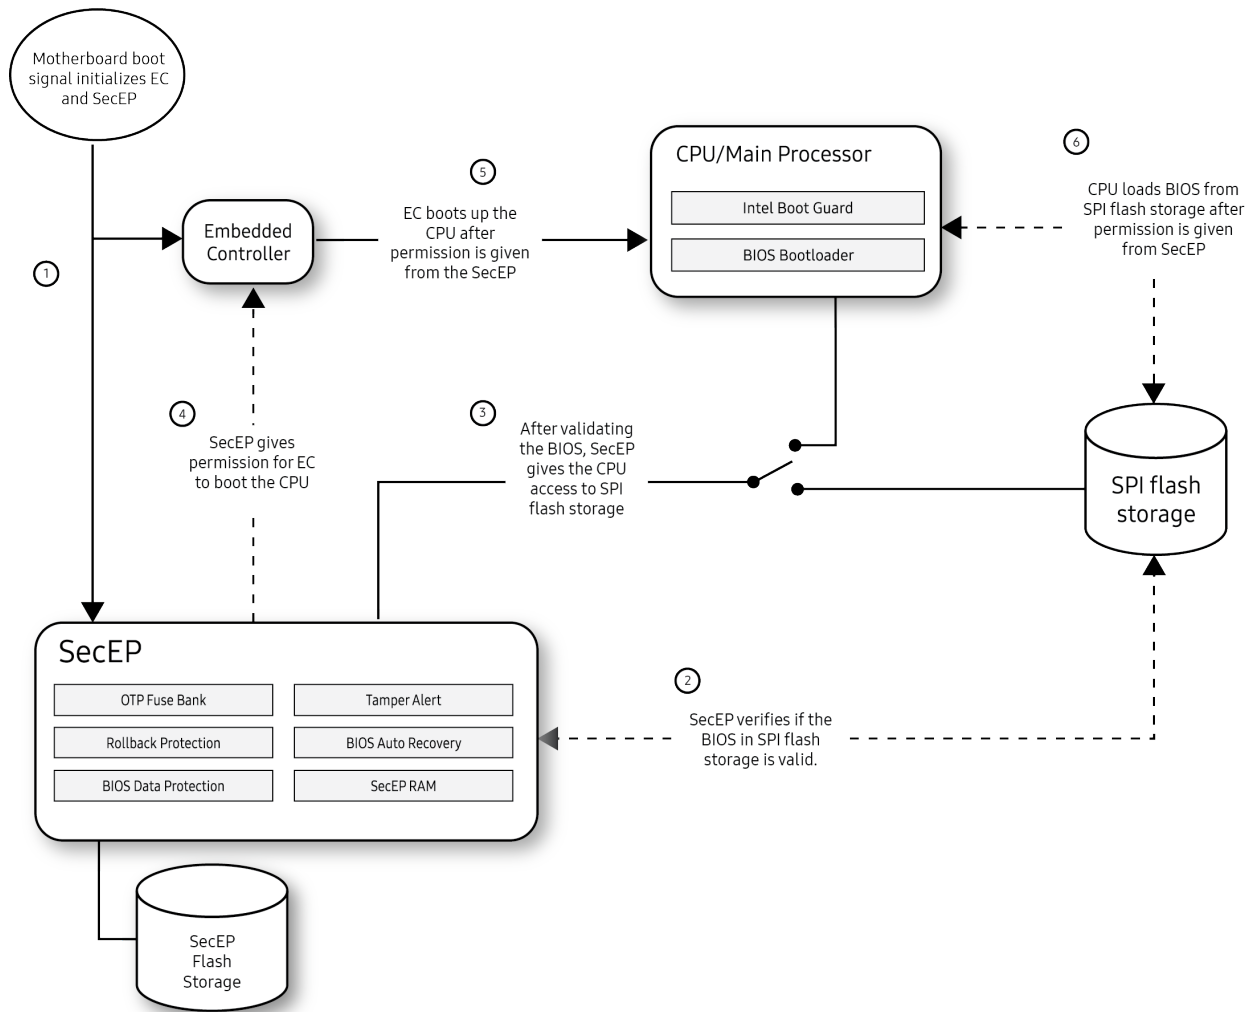 Motherboard boot
signal initializes EC
and SecEP
1
Embedded
Controller
5
EC boots up the
CPU after
permission is given
from the SecEP
CPU/Main Processor
Intel Boot Guard
BIOS Bootloader
6
CPU loads BIOS from
SPI flash storage after
permission is given
from SecEP
4
SecEP gives
permission for EC
to boot the CPU
3
After validating
the BIOS, SecEP
gives the CPU
access to SPI
flash storage
SPI flash
storage
SecEP
OTP Fuse Bank
Tamper Alert
Rollback Protection
BIOS Auto Recovery
BIOS Data Protection
SecEP RAM
2
SecEP verifies if the
BIOS in SPI flash
storage is valid.
SecEP
Flash
Storage